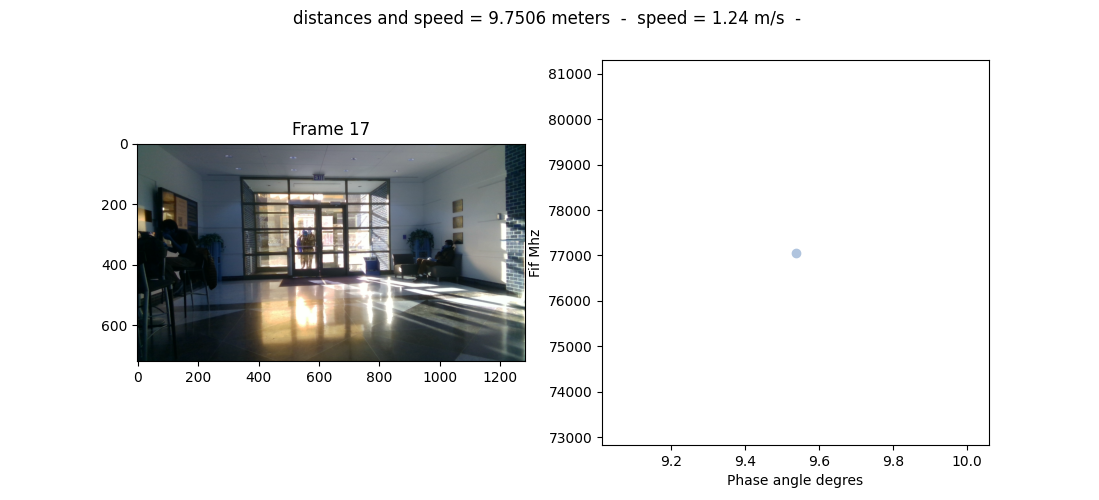 distances and speed = 9.7506 meters - speed = 1.24 m/s -
Frame 17
0
200
400
600
0 200 400 600 800 1000 1200
Fif Mhz
81000
80000
79000
78000
77000
76000
75000
74000
73000
9.2 9.4 9.6 9.8 10.0
Phase angle degres